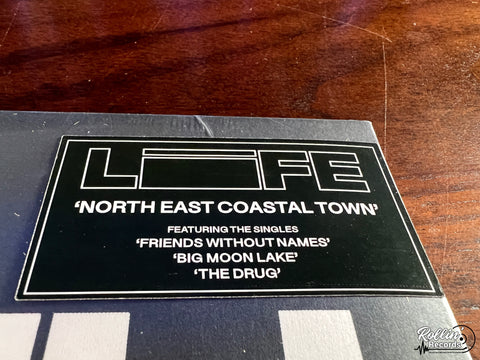 LIFE
‘NORTH EAST COASTAL TOWN’
FEATURING THE SINGLES
‘FRIENDS WITHOUT NAMES’
‘BIG MOON LAKE’
‘THE DRUG’
Rollin'
Records